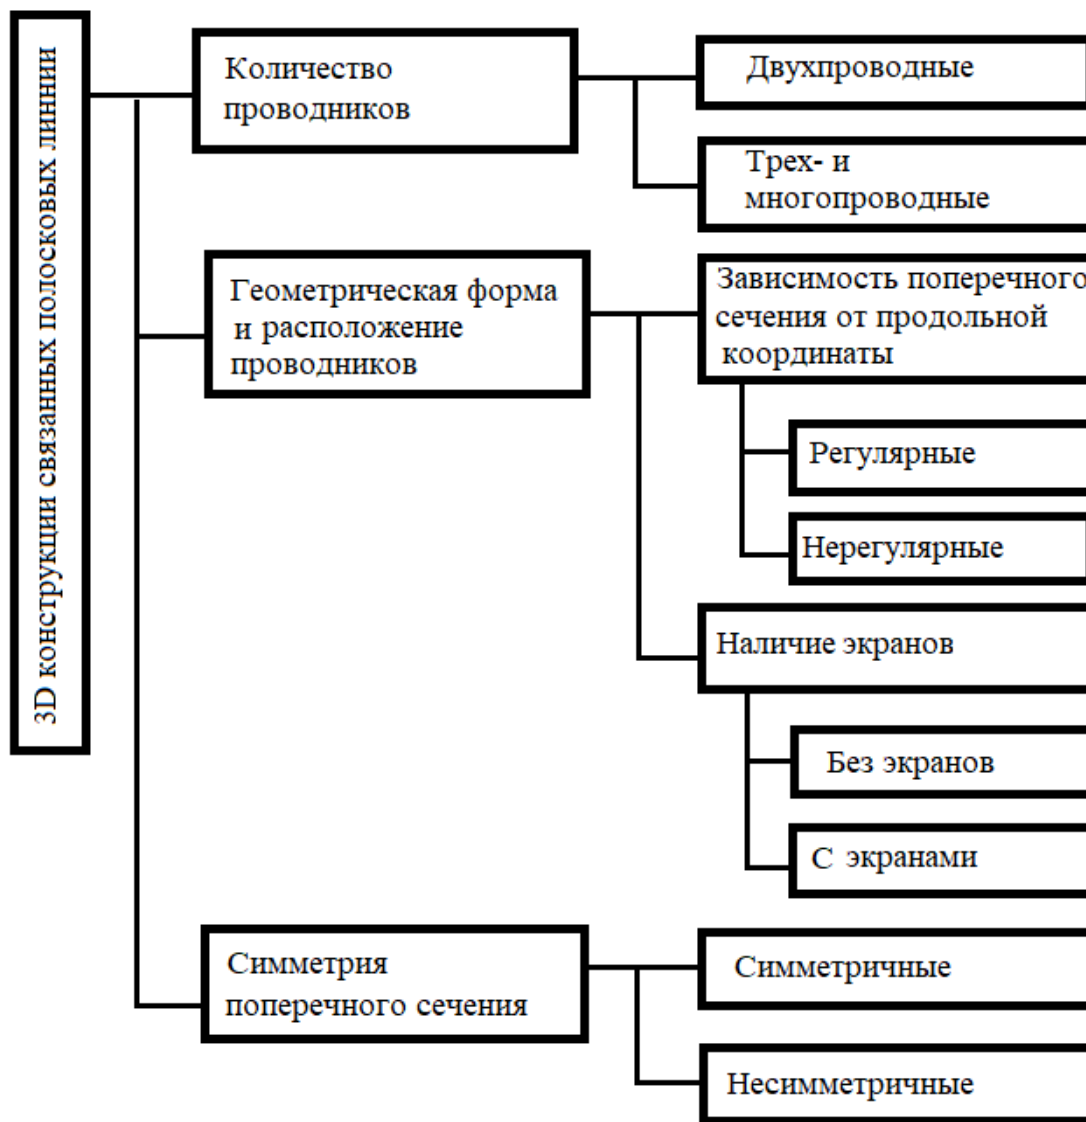 3D конструкции связанных полосковых линнии
Количество
проводников
Двухпроводные
Трех- и
многопроводные
Геометрическая форма
и расположение
проводников
Зависимость поперечного
сечения от продольной
координаты
Регулярные
Нерегулярные
Наличие экранов
Без экранов
С экранами
Симметрия
поперечного сечения
Симметричные
Несимметричные